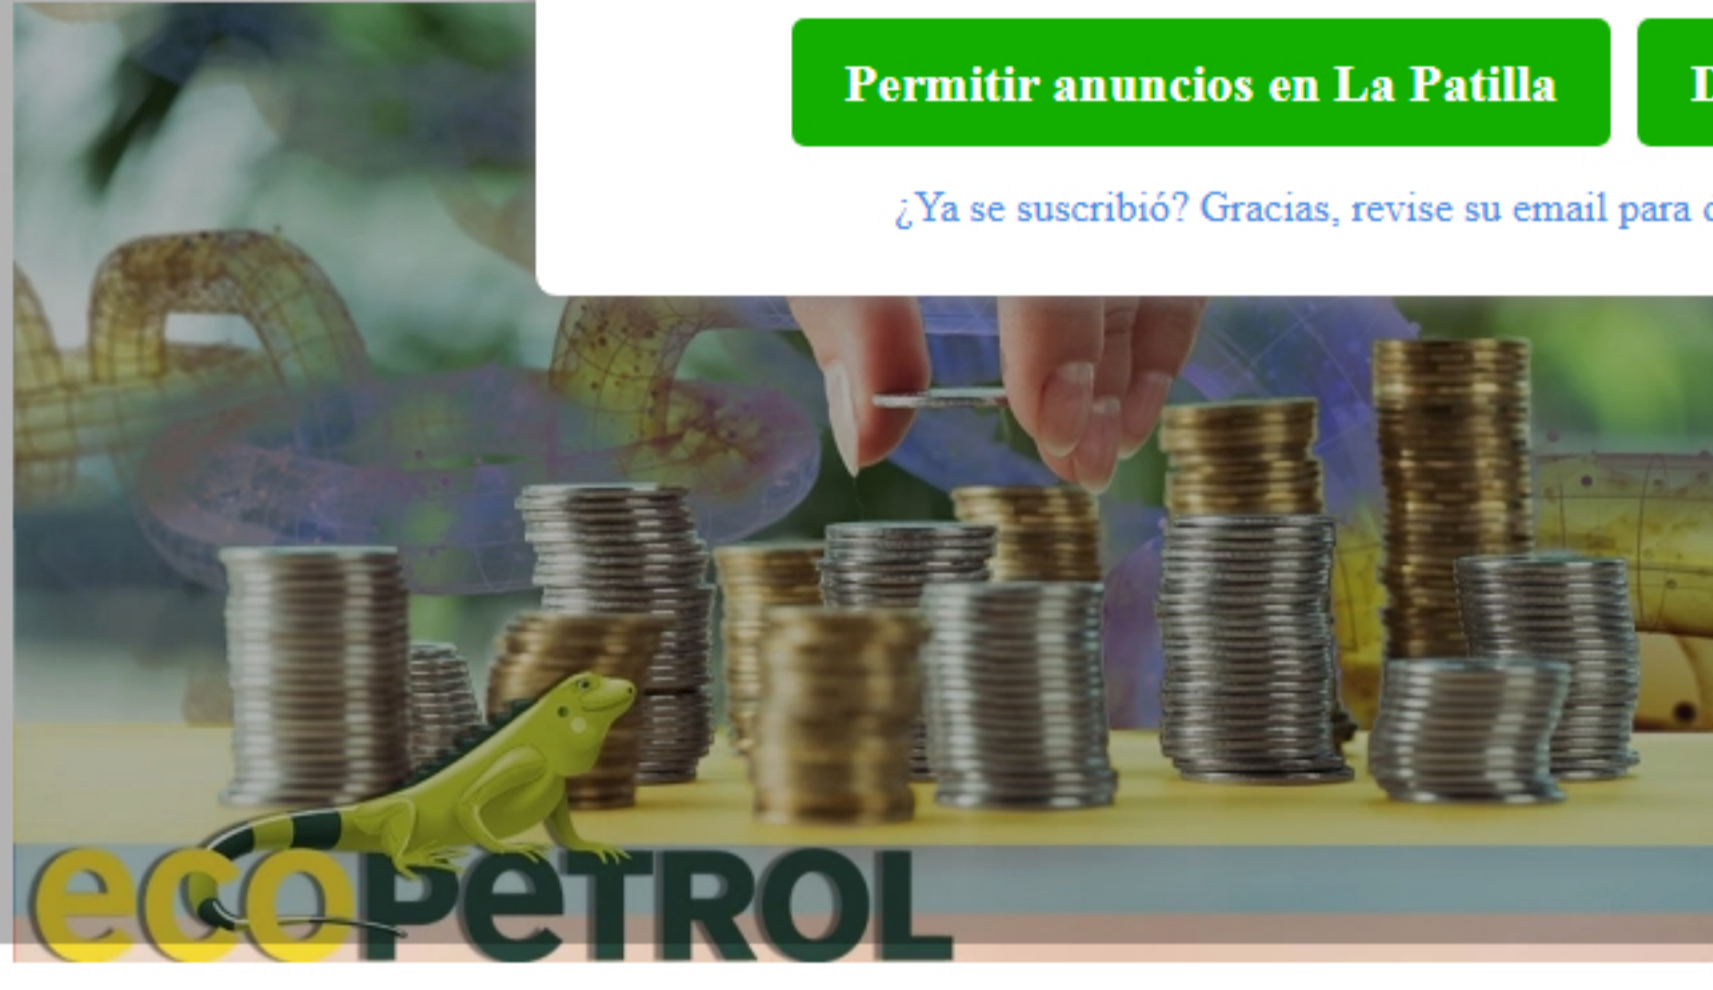 Permitir anuncios en La Patilla
¿Ya se suscribió? Gracias, revise su email para
ecoPeTROL